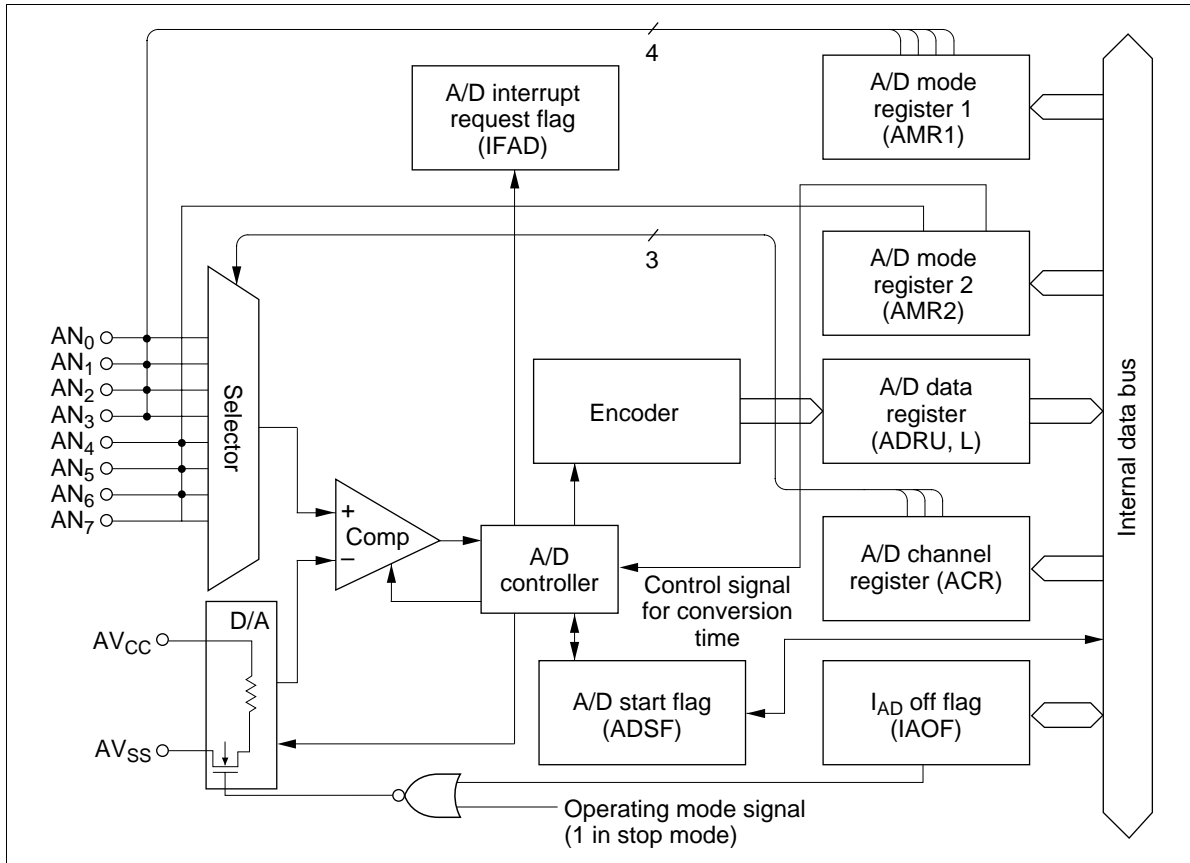 4
A/D interrupt
request flag
(IFAD)
A/D mode
register 1
(AMR1)
3
A/D mode
register 2
(AMR2)
AN0
AN1
AN2
AN3
AN4
AN5
AN6
AN7
Selector
Encoder
A/D data
register
(ADRU, L)
Internal data bus
+
Comp
−
A/D
controller
Control signal
for conversion
time
A/D channel
register (ACR)
D/A
AVCC
AVSS
A/D start flag
(ADSF)
IAD off flag
(IAOF)
Operating mode signal
(1 in stop mode)